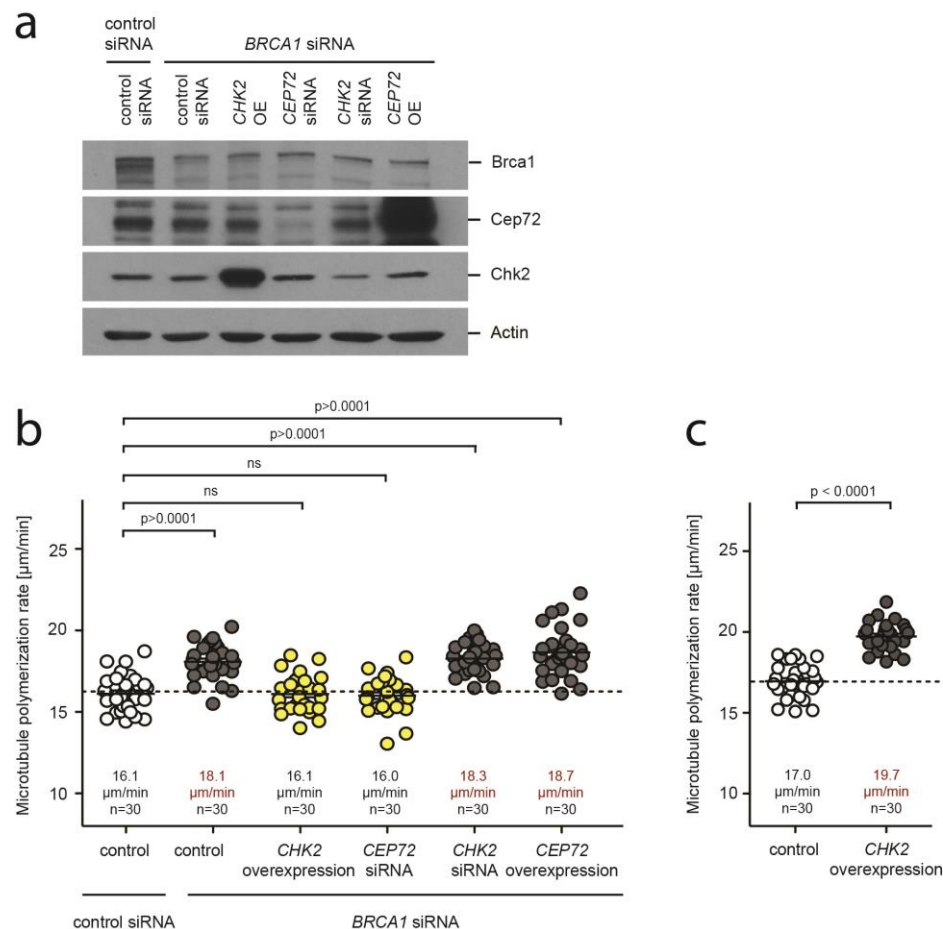 a
control
siRNA
BRCA1 siRNA
control
siRNA
control
siRNA
CHK2
OE
CEP72
siRNA
CHK2
siRNA
CEP72
OE
Brca1
Cep72
Chk2
Actin
b
p>0.0001
p>0.0001
ns
ns
p>0.0001
Microtubule polymerization rate [µm/min]
25
20
15
10
16.1
µm/min
n=30
18.1
µm/min
n=30
16.1
µm/min
n=30
16.0
µm/min
n=30
18.3
µm/min
n=30
18.7
µm/min
n=30
control
control
CHK2
overexpression
CEP72
siRNA
CHK2
siRNA
CEP72
overexpression
control siRNA
BRCA1 siRNA
c
p < 0.0001
Microtubule polymerization rate [µm/min]
25
20
15
10
17.0
µm/min
n=30
19.7
µm/min
n=30
control
CHK2
overexpression